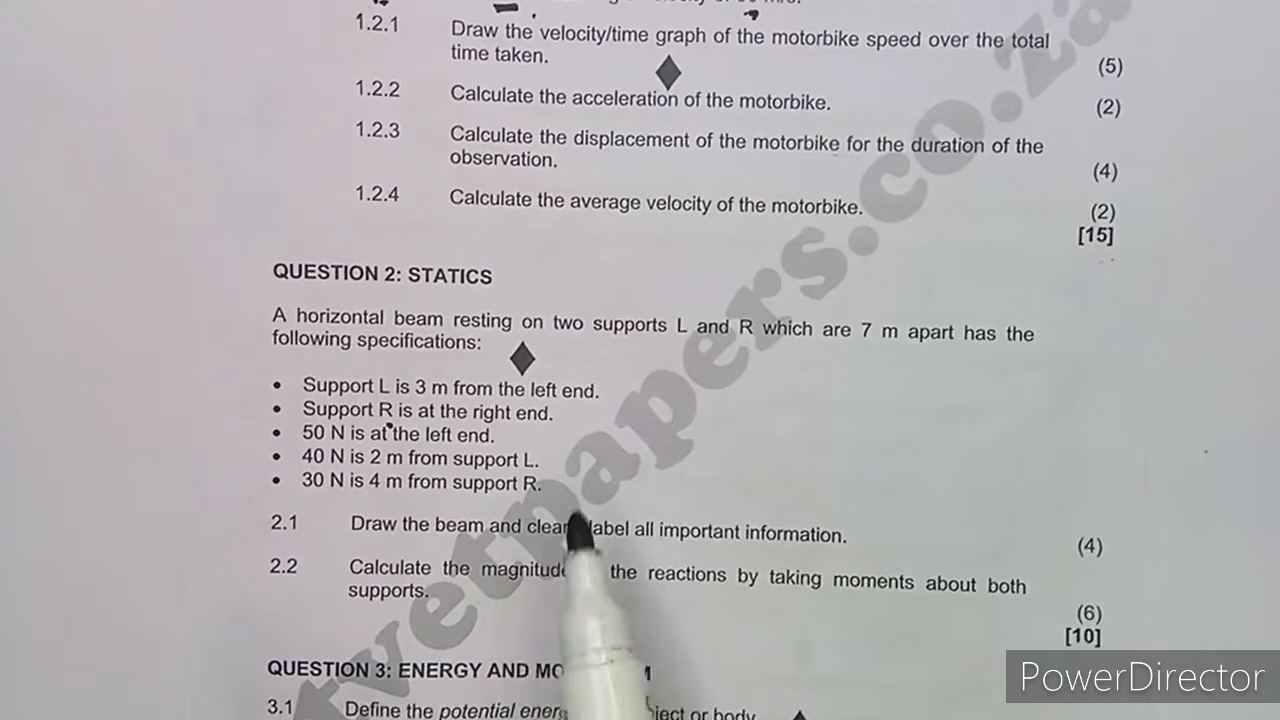 1.2.1 Draw the velocity/time graph of the motorbike speed over the total
time taken. (5)
1.2.2 Calculate the acceleration of the motorbike. (2)
1.2.3 Calculate the displacement of the motorbike for the duration of the
observation. (4)
1.2.4 Calculate the average velocity of the motorbike. (2)
[15]
QUESTION 2: STATICS
A horizontal beam resting on two supports L and R which are 7 m apart has the
following specifications:
• Support L is 3 m from the left end.
• Support R is at the right end.
• 50 N is at the left end.
• 40 N is 2 m from support L.
• 30 N is 4 m from support R.
2.1 Draw the beam and label all important information. (4)
2.2 Calculate the the reactions by taking moments about both
supports. (6)
[10]
QUESTION 3: ENERGY AND
3.1 Define the potential or body
tvetpapers.co.za
PowerDirector